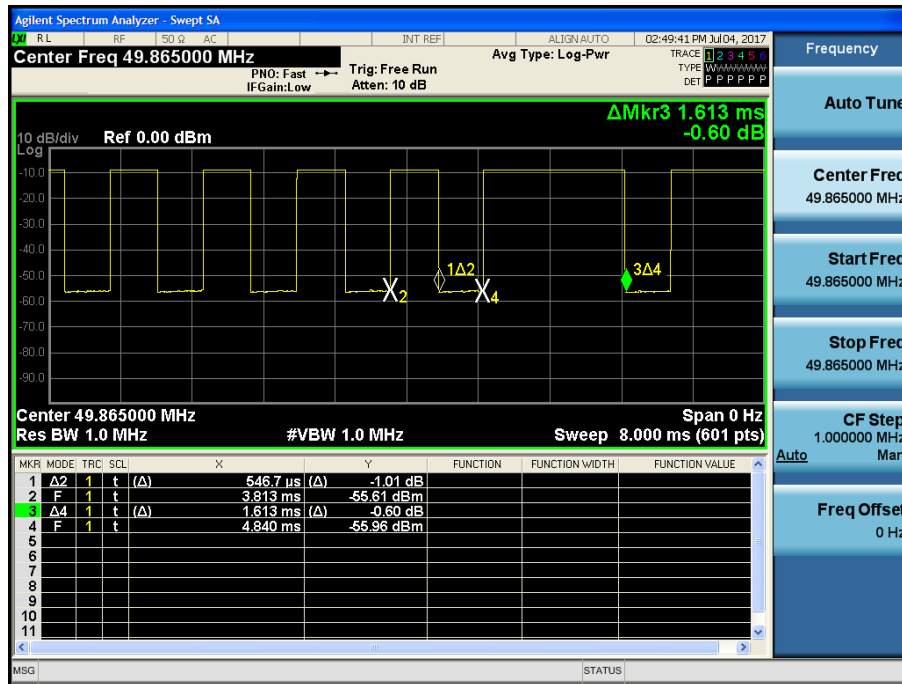 Agilent Spectrum Analyzer - Swept SA
LXI RL RF 50 Ω AC INT REF ALIGN AUTO 02:49:41 PM Jul 04, 2017
Center Freq 49.865000 MHz
PNO: Fast
IFGain:Low
Trig: Free Run
Atten: 10 dB
Avg Type: Log-Pwr
TRACE 1 2 3 4 5 6
TYPE WWWWWW
DET P P P P P P
ΔMkr3 1.613 ms
-0.60 dB
10 dB/div Ref 0.00 dBm
Log
-10.0
-20.0
-30.0
-40.0
-50.0
-60.0
-70.0
-80.0
-90.0
1Δ2
3Δ4
X2
X4
Center 49.865000 MHz Span 0 Hz
Res BW 1.0 MHz #VBW 1.0 MHz Sweep 8.000 ms (601 pts)
MKR MODE TRC SCL X Y FUNCTION FUNCTION WIDTH FUNCTION VALUE
1 Δ2 1 t (Δ) 546.7 µs (Δ) -1.01 dB
2 F 1 t 3.813 ms -55.61 dBm
3 Δ4 1 t (Δ) 1.613 ms (Δ) -0.60 dB
4 F 1 t 4.840 ms -55.96 dBm
5
6
7
8
9
10
11
MSG STATUS
Frequency
Auto Tune
Center Freq
49.865000 MHz
Start Freq
49.865000 MHz
Stop Freq
49.865000 MHz
CF Step
1.000000 MHz
Auto Man
Freq Offset
0 Hz